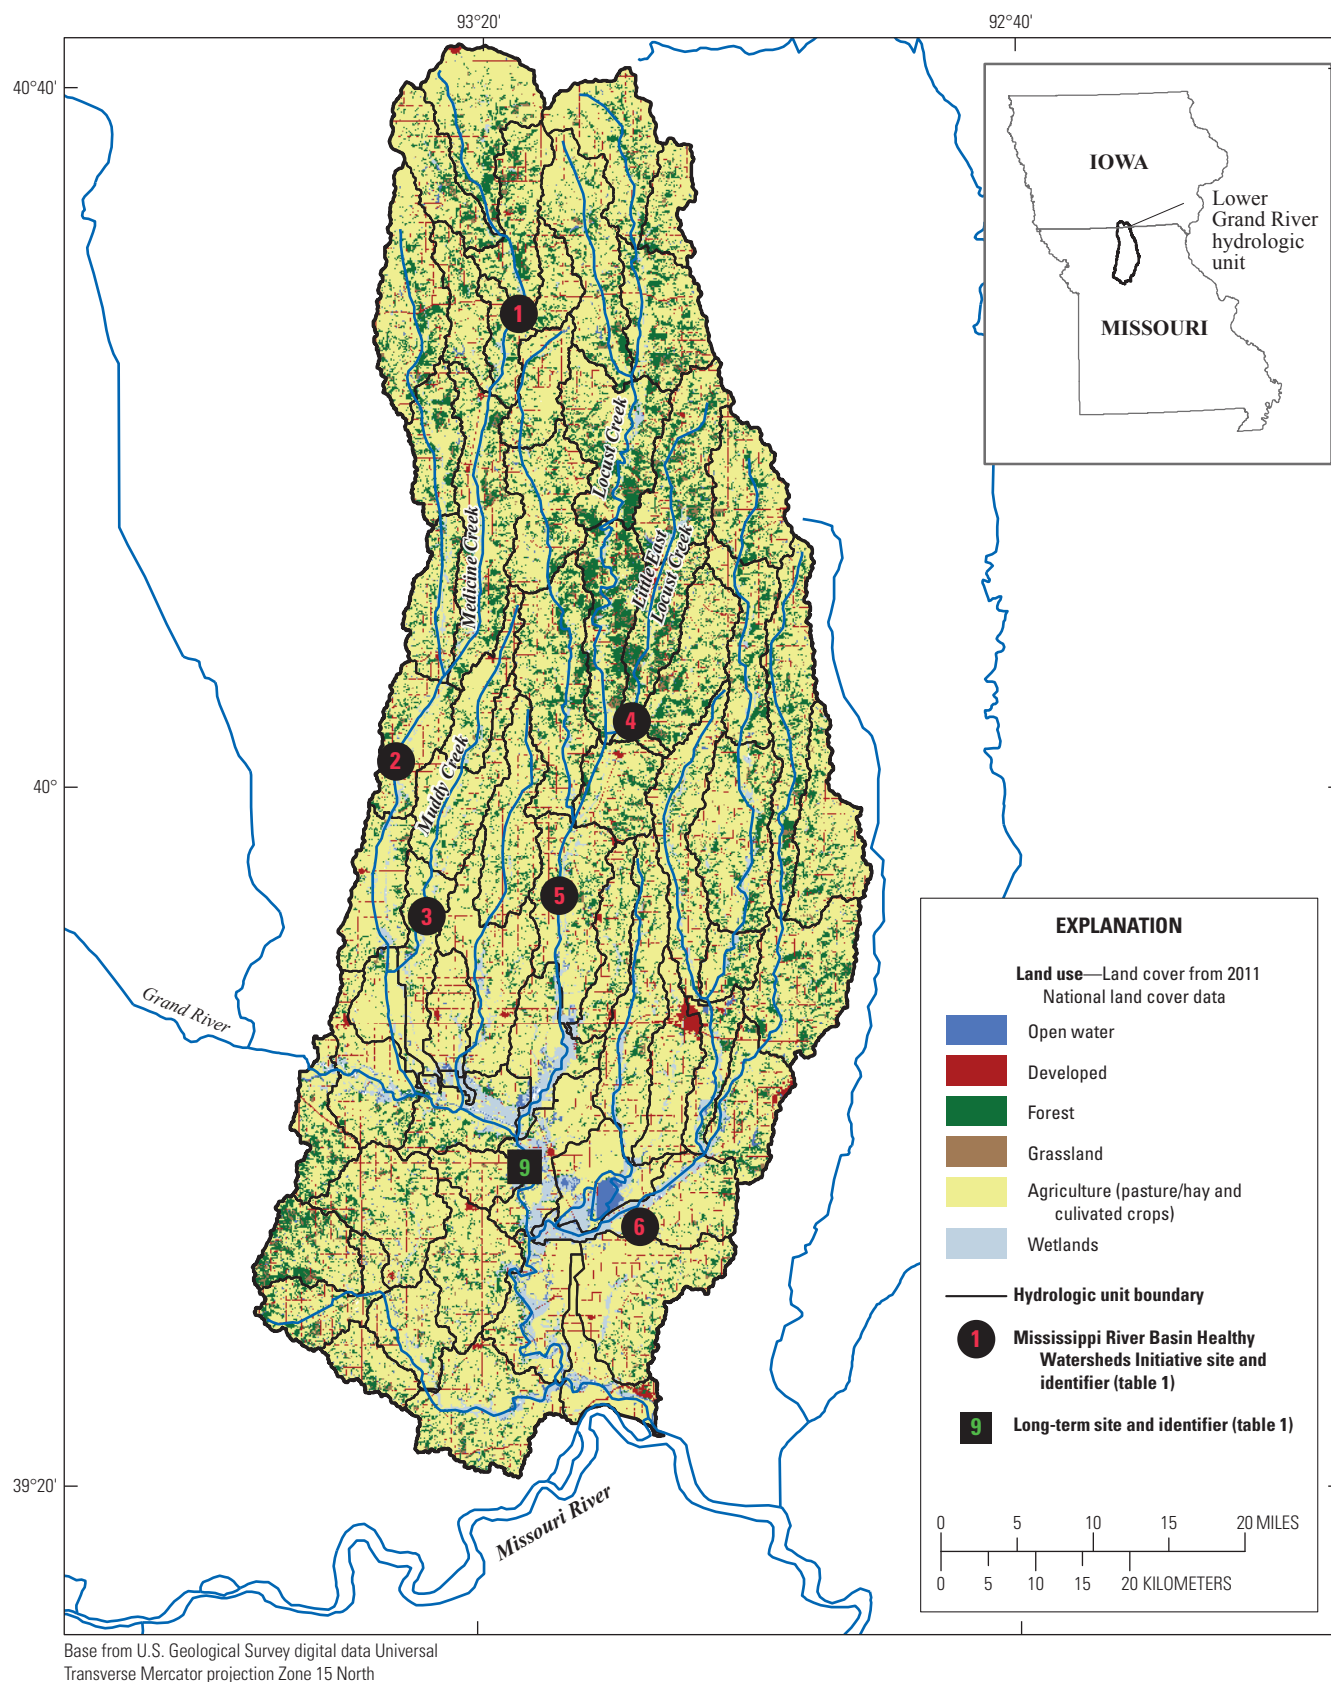 93°20'
92°40'
40°40'
40°
39°20'
IOWA
Lower
Grand River
hydrologic
unit
MISSOURI
1
Locust Creek
Medicine Creek
Little East
Locust Creek
4
2
Muddy Creek
5
3
Grand River
9
6
Missouri River
EXPLANATION
Land use—Land cover from 2011
National land cover data
Open water
Developed
Forest
Grassland
Agriculture (pasture/hay and
culivated crops)
Wetlands
Hydrologic unit boundary
1
Mississippi River Basin Healthy
Watersheds Initiative site and
identifier (table 1)
9
Long-term site and identifier (table 1)
0 5 10 15 20 MILES
0 5 10 15 20 KILOMETERS
Base from U.S. Geological Survey digital data Universal
Transverse Mercator projection Zone 15 North